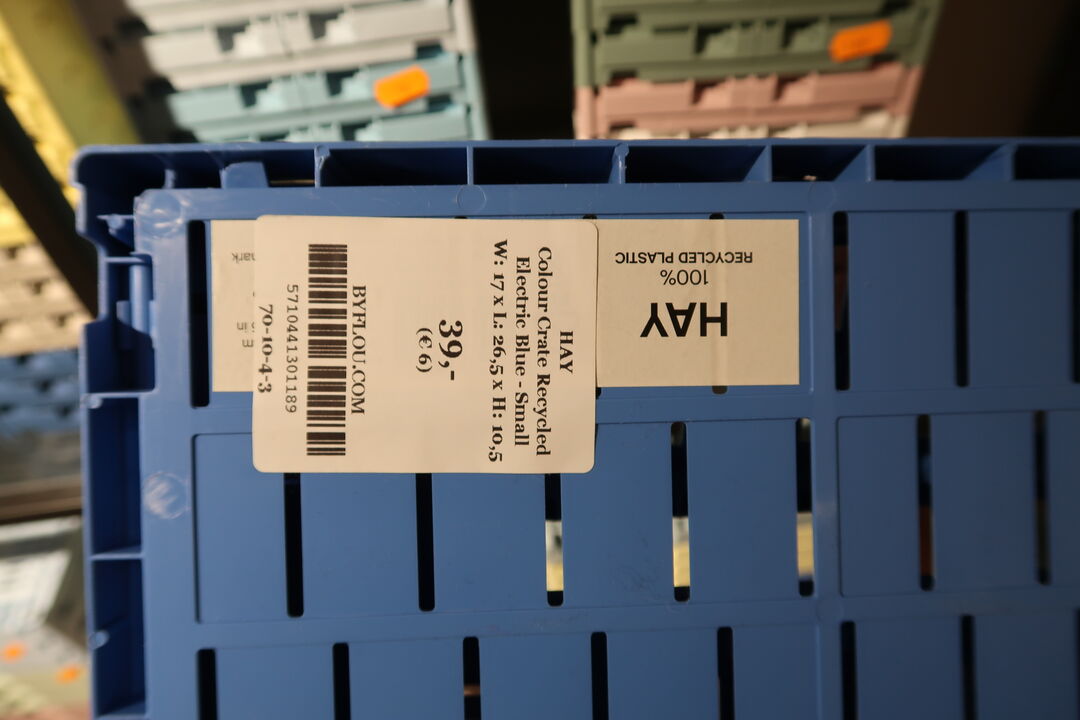 HAY
Colour Crate Recycled
Electric Blue - Small
W: 17 x L: 26,5 x H: 10,5
39,-
(€ 6)
BYFLOU.COM
5710441301189
70-10-4-3
HAY
100%
RECYCLED PLASTIC